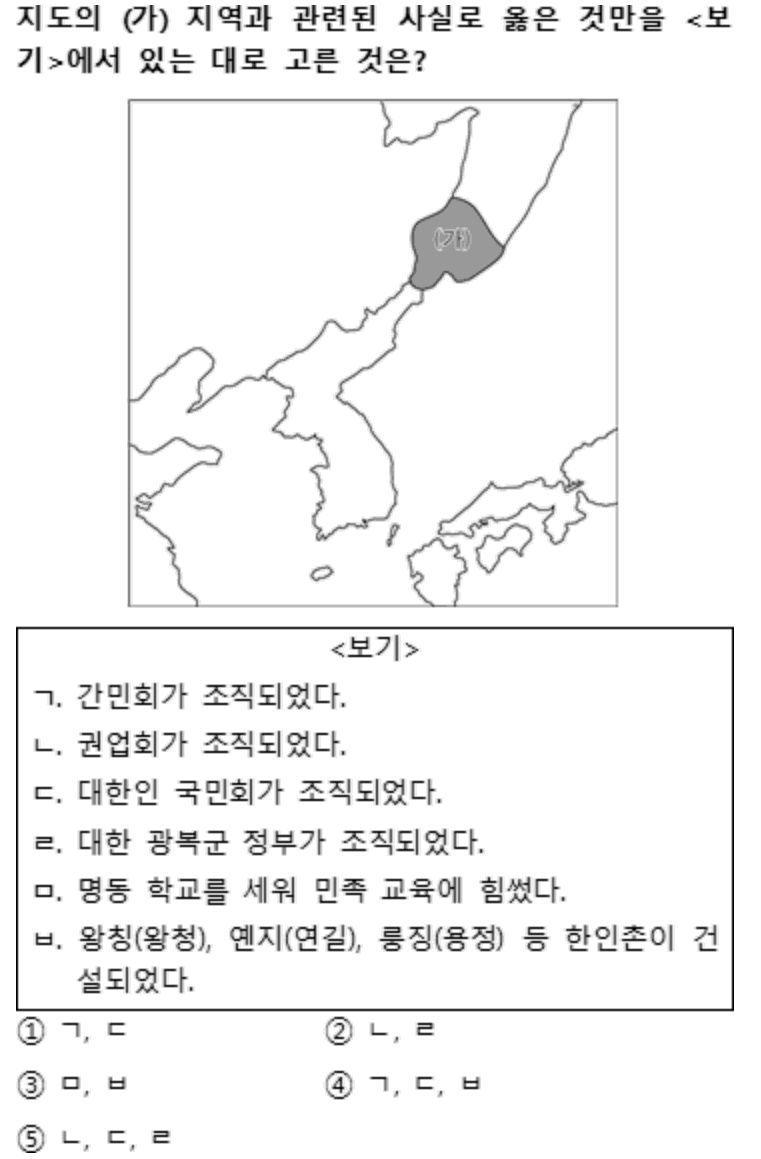 지도의 (가) 지역과 관련된 사실로 옳은 것만을 <보
기>에서 있는 대로 고른 것은?
(가)
<보기>
ㄱ. 간민회가 조직되었다.
ㄴ. 권업회가 조직되었다.
ㄷ. 대한인 국민회가 조직되었다.
ㄹ. 대한 광복군 정부가 조직되었다.
ㅁ. 명동 학교를 세워 민족 교육에 힘썼다.
ㅂ. 왕칭(왕청), 옌지(연길), 룽징(용정) 등 한인촌이 건
설되었다.
① ㄱ, ㄷ ② ㄴ, ㄹ
③ ㅁ, ㅂ ④ ㄱ, ㄷ, ㅂ
⑤ ㄴ, ㄷ, ㄹ